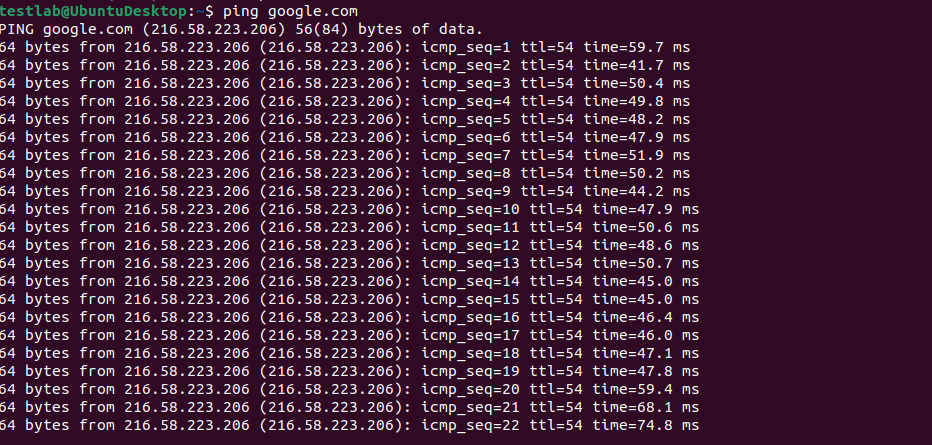 testlab@UbuntuDesktop:~$ ping google.com
PING google.com (216.58.223.206) 56(84) bytes of data.
64 bytes from 216.58.223.206 (216.58.223.206): icmp_seq=1 ttl=54 time=59.7 ms
64 bytes from 216.58.223.206 (216.58.223.206): icmp_seq=2 ttl=54 time=41.7 ms
64 bytes from 216.58.223.206 (216.58.223.206): icmp_seq=3 ttl=54 time=50.4 ms
64 bytes from 216.58.223.206 (216.58.223.206): icmp_seq=4 ttl=54 time=49.8 ms
64 bytes from 216.58.223.206 (216.58.223.206): icmp_seq=5 ttl=54 time=48.2 ms
64 bytes from 216.58.223.206 (216.58.223.206): icmp_seq=6 ttl=54 time=47.9 ms
64 bytes from 216.58.223.206 (216.58.223.206): icmp_seq=7 ttl=54 time=51.9 ms
64 bytes from 216.58.223.206 (216.58.223.206): icmp_seq=8 ttl=54 time=50.2 ms
64 bytes from 216.58.223.206 (216.58.223.206): icmp_seq=9 ttl=54 time=44.2 ms
64 bytes from 216.58.223.206 (216.58.223.206): icmp_seq=10 ttl=54 time=47.9 ms
64 bytes from 216.58.223.206 (216.58.223.206): icmp_seq=11 ttl=54 time=50.6 ms
64 bytes from 216.58.223.206 (216.58.223.206): icmp_seq=12 ttl=54 time=48.6 ms
64 bytes from 216.58.223.206 (216.58.223.206): icmp_seq=13 ttl=54 time=50.7 ms
64 bytes from 216.58.223.206 (216.58.223.206): icmp_seq=14 ttl=54 time=45.0 ms
64 bytes from 216.58.223.206 (216.58.223.206): icmp_seq=15 ttl=54 time=45.0 ms
64 bytes from 216.58.223.206 (216.58.223.206): icmp_seq=16 ttl=54 time=46.4 ms
64 bytes from 216.58.223.206 (216.58.223.206): icmp_seq=17 ttl=54 time=46.0 ms
64 bytes from 216.58.223.206 (216.58.223.206): icmp_seq=18 ttl=54 time=47.1 ms
64 bytes from 216.58.223.206 (216.58.223.206): icmp_seq=19 ttl=54 time=47.8 ms
64 bytes from 216.58.223.206 (216.58.223.206): icmp_seq=20 ttl=54 time=59.4 ms
64 bytes from 216.58.223.206 (216.58.223.206): icmp_seq=21 ttl=54 time=68.1 ms
64 bytes from 216.58.223.206 (216.58.223.206): icmp_seq=22 ttl=54 time=74.8 ms